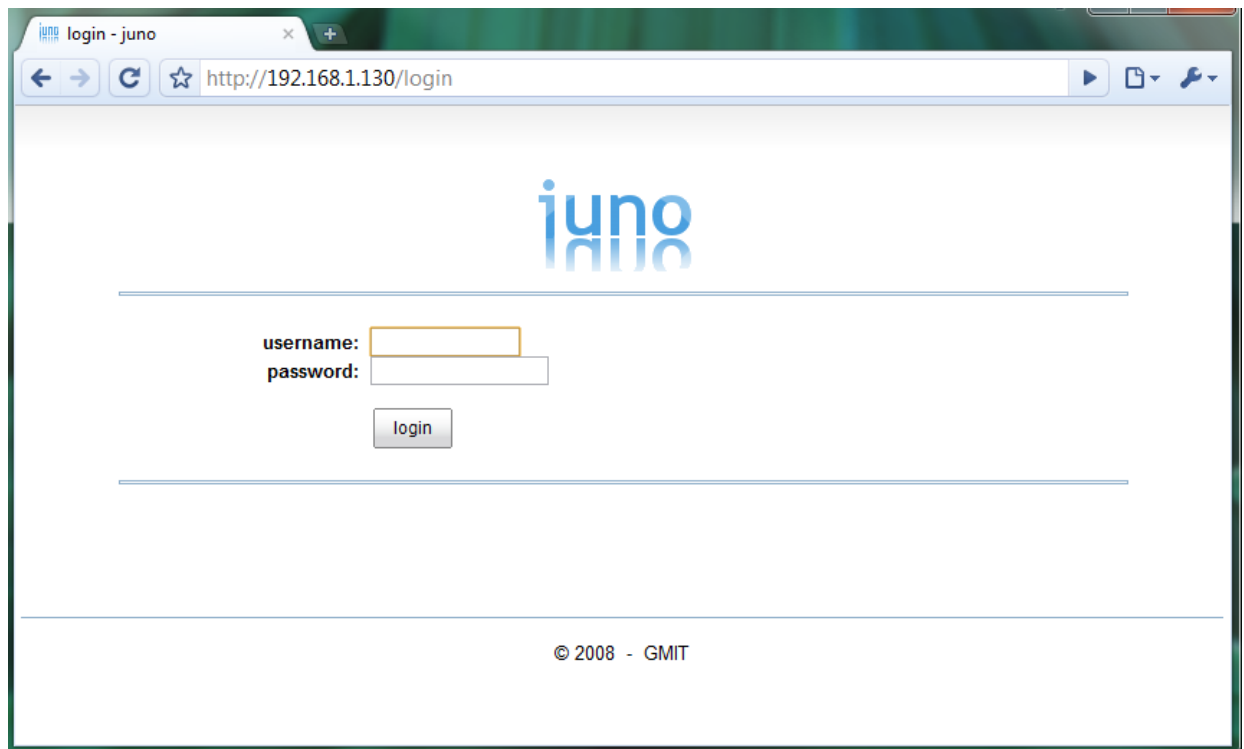 login - juno
http://192.168.1.130/login
juno
username:
password:
login
© 2008 - GMIT